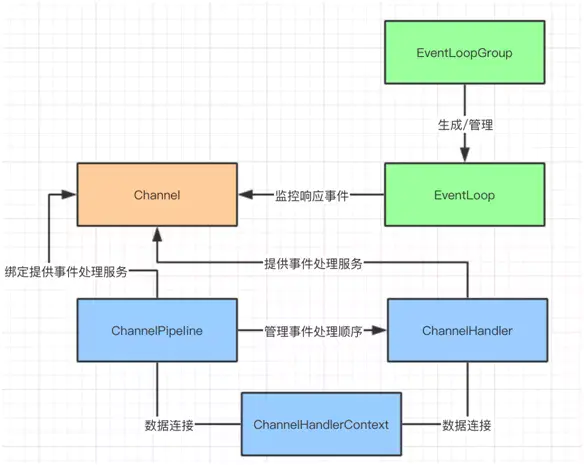 EventLoopGroup
生成/管理
Channel
监控响应事件
EventLoop
绑定提供事件处理服务
提供事件处理服务
ChannelPipeline
管理事件处理顺序
ChannelHandler
数据连接
ChannelHandlerContext
数据连接